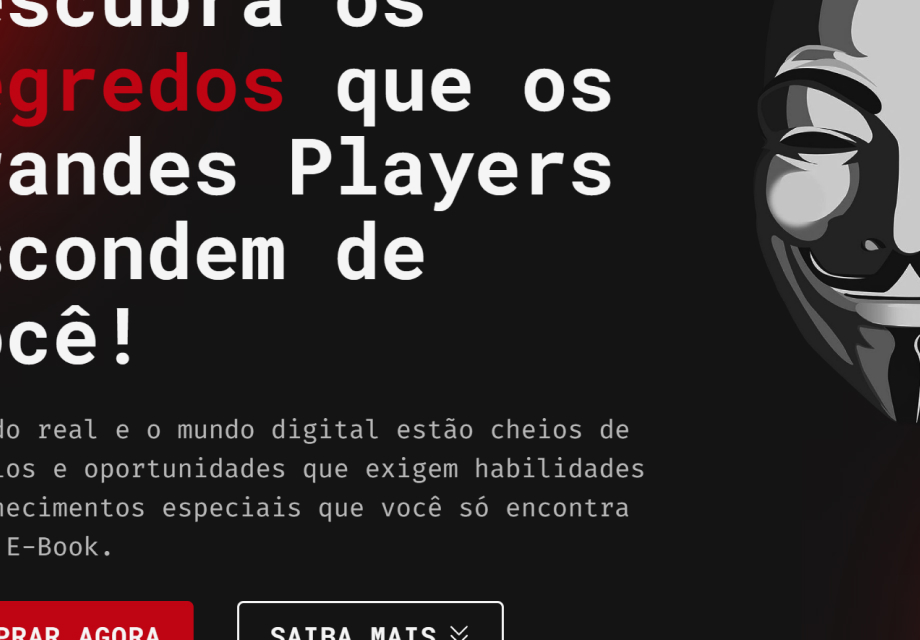 escubra os
egredos que os
randes Players
scondem de
ocê!
do real e o mundo digital estão cheios de
ios e oportunidades que exigem habilidades
hecimentos especiais que você só encontra
E-Book.
PRAR AGORA
SAIBA MAIS